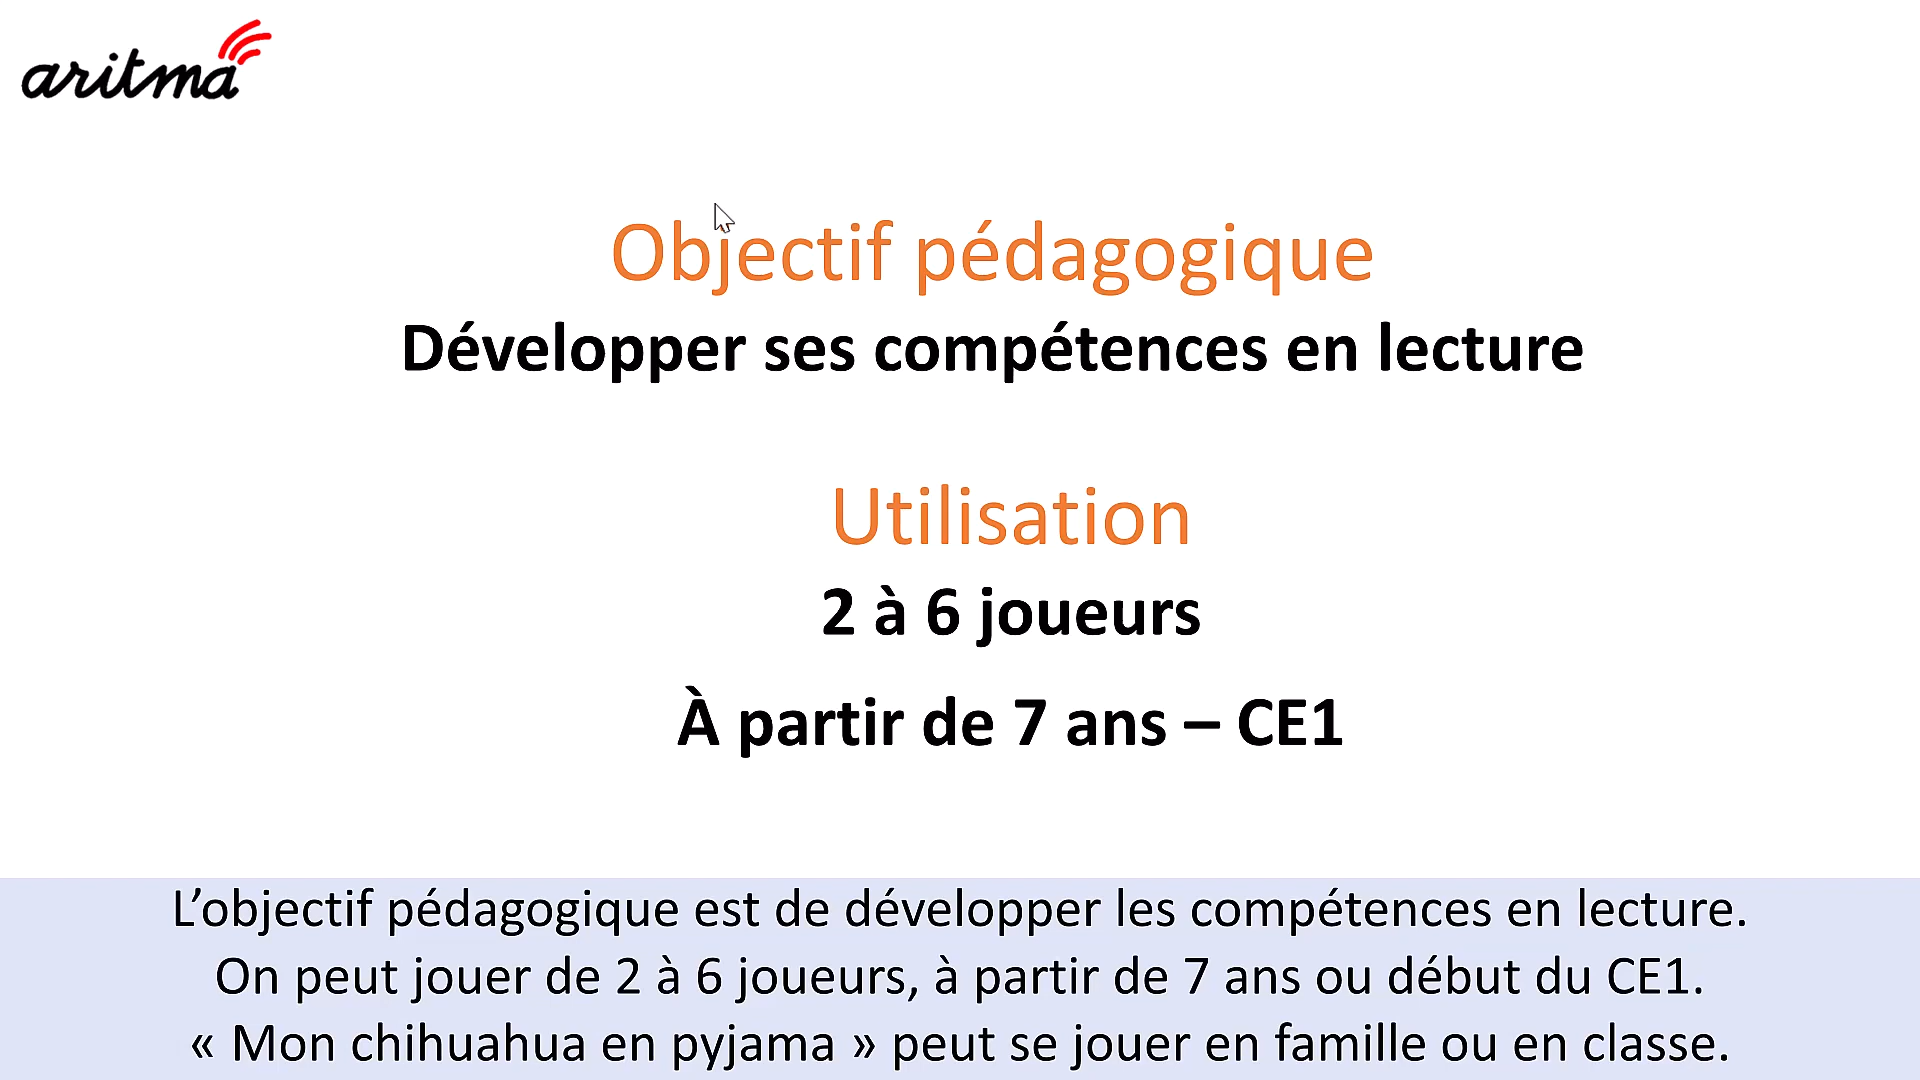 aritma
Objectif pédagogique
Développer ses compétences en lecture
Utilisation
2 à 6 joueurs
À partir de 7 ans – CE1
L’objectif pédagogique est de développer les compétences en lecture.
On peut jouer de 2 à 6 joueurs, à partir de 7 ans ou début du CE1.
« Mon chihuahua en pyjama » peut se jouer en famille ou en classe.